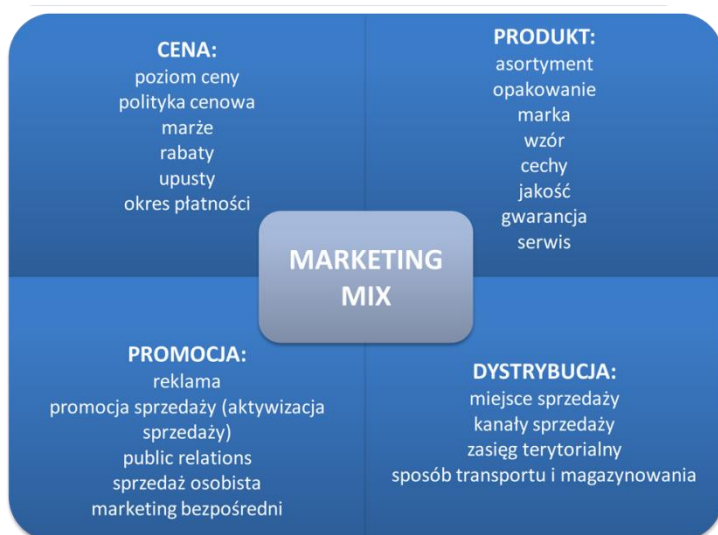 CENA:
poziom ceny
polityka cenowa
marże
rabaty
upusty
okres płatności
PRODUKT:
asortyment
opakowanie
marka
wzór
cechy
jakość
gwarancja
serwis
MARKETING
MIX
PROMOCJA:
reklama
promocja sprzedaży (aktywizacja
sprzedaży)
public relations
sprzedaż osobista
marketing bezpośredni
DYSTRYBUCJA:
miejsce sprzedaży
kanały sprzedaży
zasięg terytorialny
sposób transportu i magazynowania